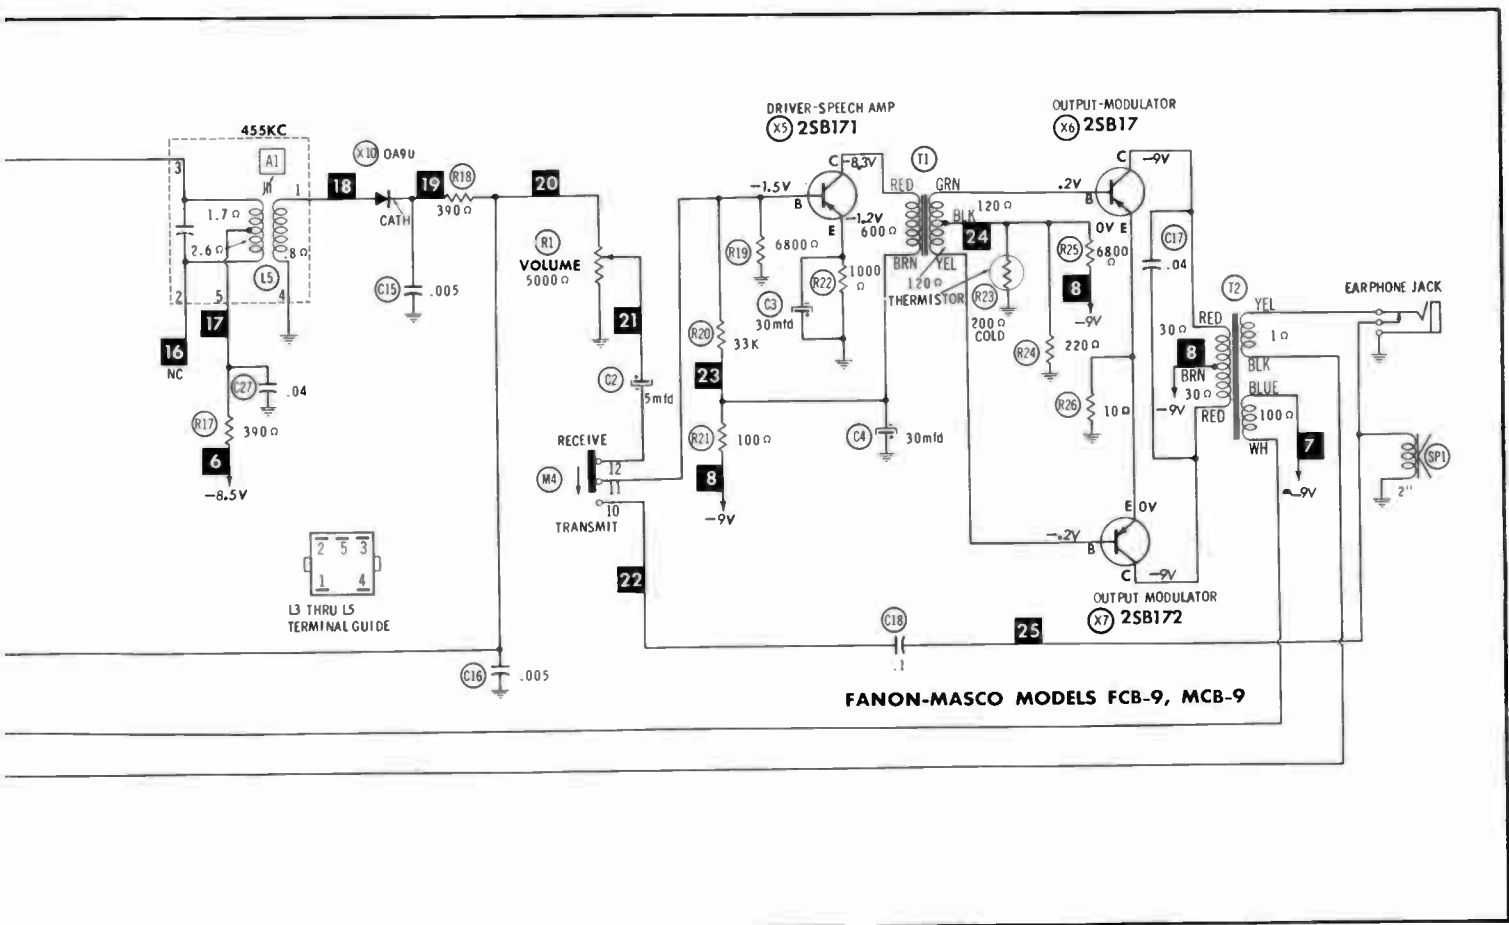 455KC
A1
3
1
1.7Ω
2.6Ω
.8Ω
L5
2
5
4
17
16
NC
C27
.04
R17
390Ω
6
-8.5V
18
X10 OA90
CATH
19
R18
390Ω
C15
.005
20
R1
VOLUME
5000Ω
21
C2
5mfd
RECEIVE
M4
12
11
10
TRANSMIT
22
2 5 3
1 4
L3 THRU L5
TERMINAL GUIDE
C16
.005
DRIVER-SPEECH AMP
X5 2SB171
-1.5V
B
C
-8.3V
E
-1.2V
R19
6800Ω
R22
1000
Ω
C3
30mfd
R20
33K
23
R21
100Ω
8
-9V
C4
30mfd
T1
RED
GRN
600Ω
120Ω
BLK
24
BRN
YEL
120Ω
THERMISTOR
R23
200Ω
COLD
R24
220Ω
R25
6800
Ω
8
-9V
R26
10Ω
OUTPUT-MODULATOR
X6 2SB17
.2V
B
C
-9V
0V E
C17
.04
T2
RED
30Ω
8
BRN
30Ω
-9V
RED
YEL
1Ω
BLK
BLUE
100Ω
WH
7
-9V
EARPHONE JACK
SP1
2"
E 0V
-.2V
B
C
-9V
OUTPUT MODULATOR
X7 2SB172
C18
.1
25
FANON-MASCO MODELS FCB-9, MCB-9